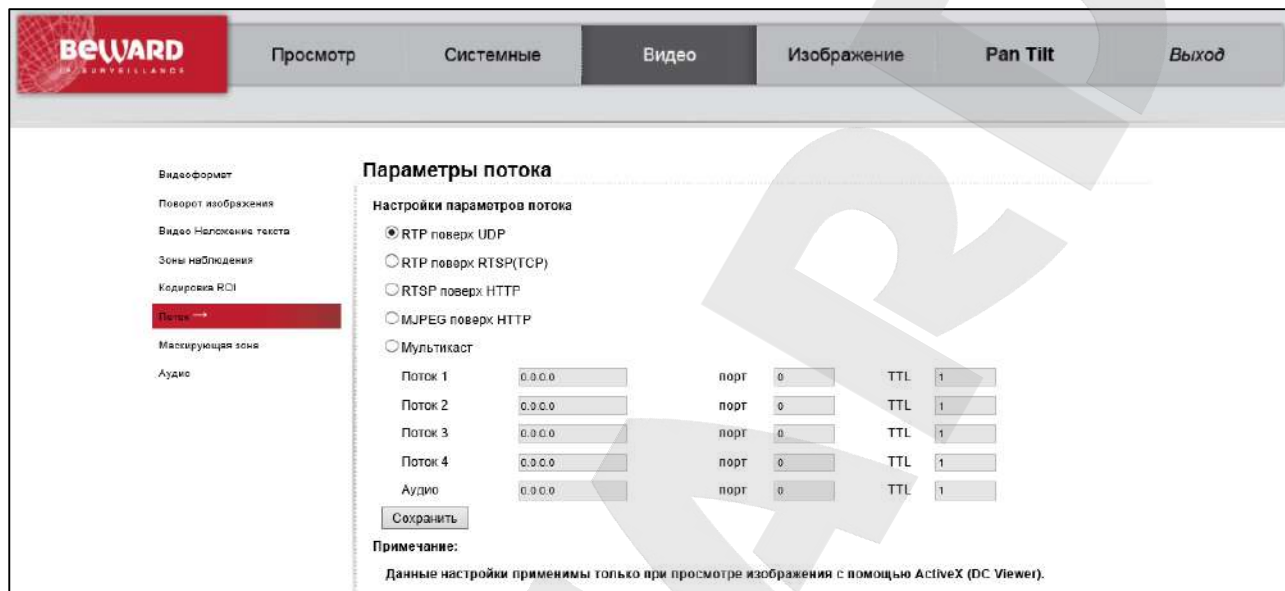 BEWARD
IP SURVEILLANCE
Просмотр
Системные
Видео
Изображение
Pan Tilt
Выход
Видеоформат
Поворот изображения
Видео Наложение текста
Зоны наблюдения
Кодировка ROI
Поток →
Маскирующая зона
Аудио
Параметры потока
Настройки параметров потока
RTP поверх UDP
RTP поверх RTSP(TCP)
RTSP поверх HTTP
MJPEG поверх HTTP
Мультикаст
Поток 1 0.0.0.0 порт 0 TTL 1
Поток 2 0.0.0.0 порт 0 TTL 1
Поток 3 0.0.0.0 порт 0 TTL 1
Поток 4 0.0.0.0 порт 0 TTL 1
Аудио 0.0.0.0 порт 0 TTL 1
Сохранить
Примечание:
Данные настройки применимы только при просмотре изображения с помощью ActiveX (DC Viewer).